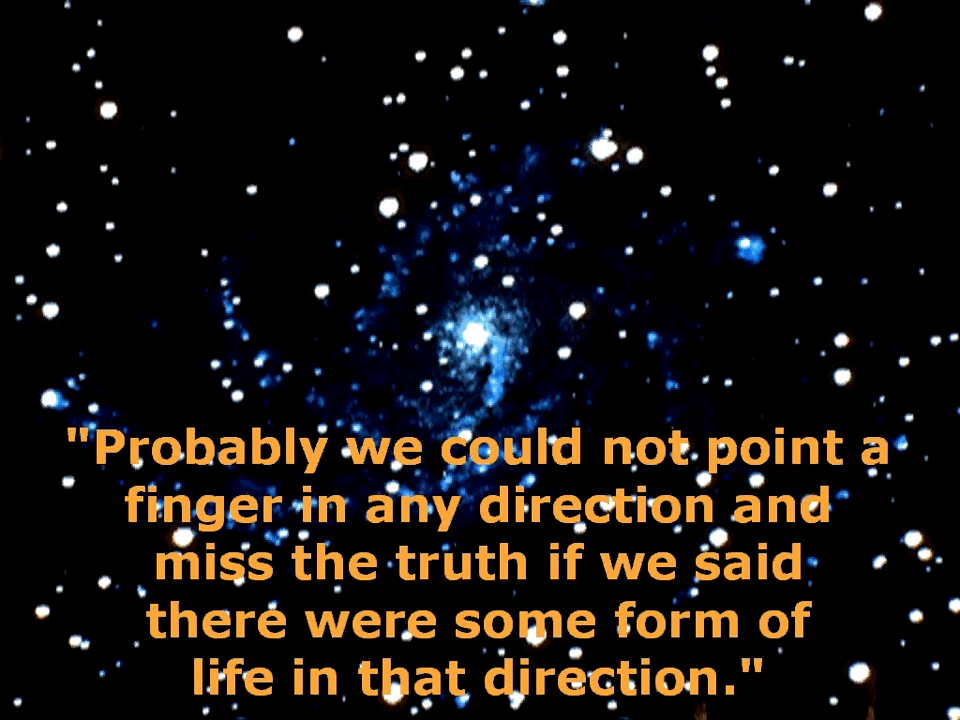 "Probably we could not point a
finger in any direction and
miss the truth if we said
there were some form of
life in that direction."